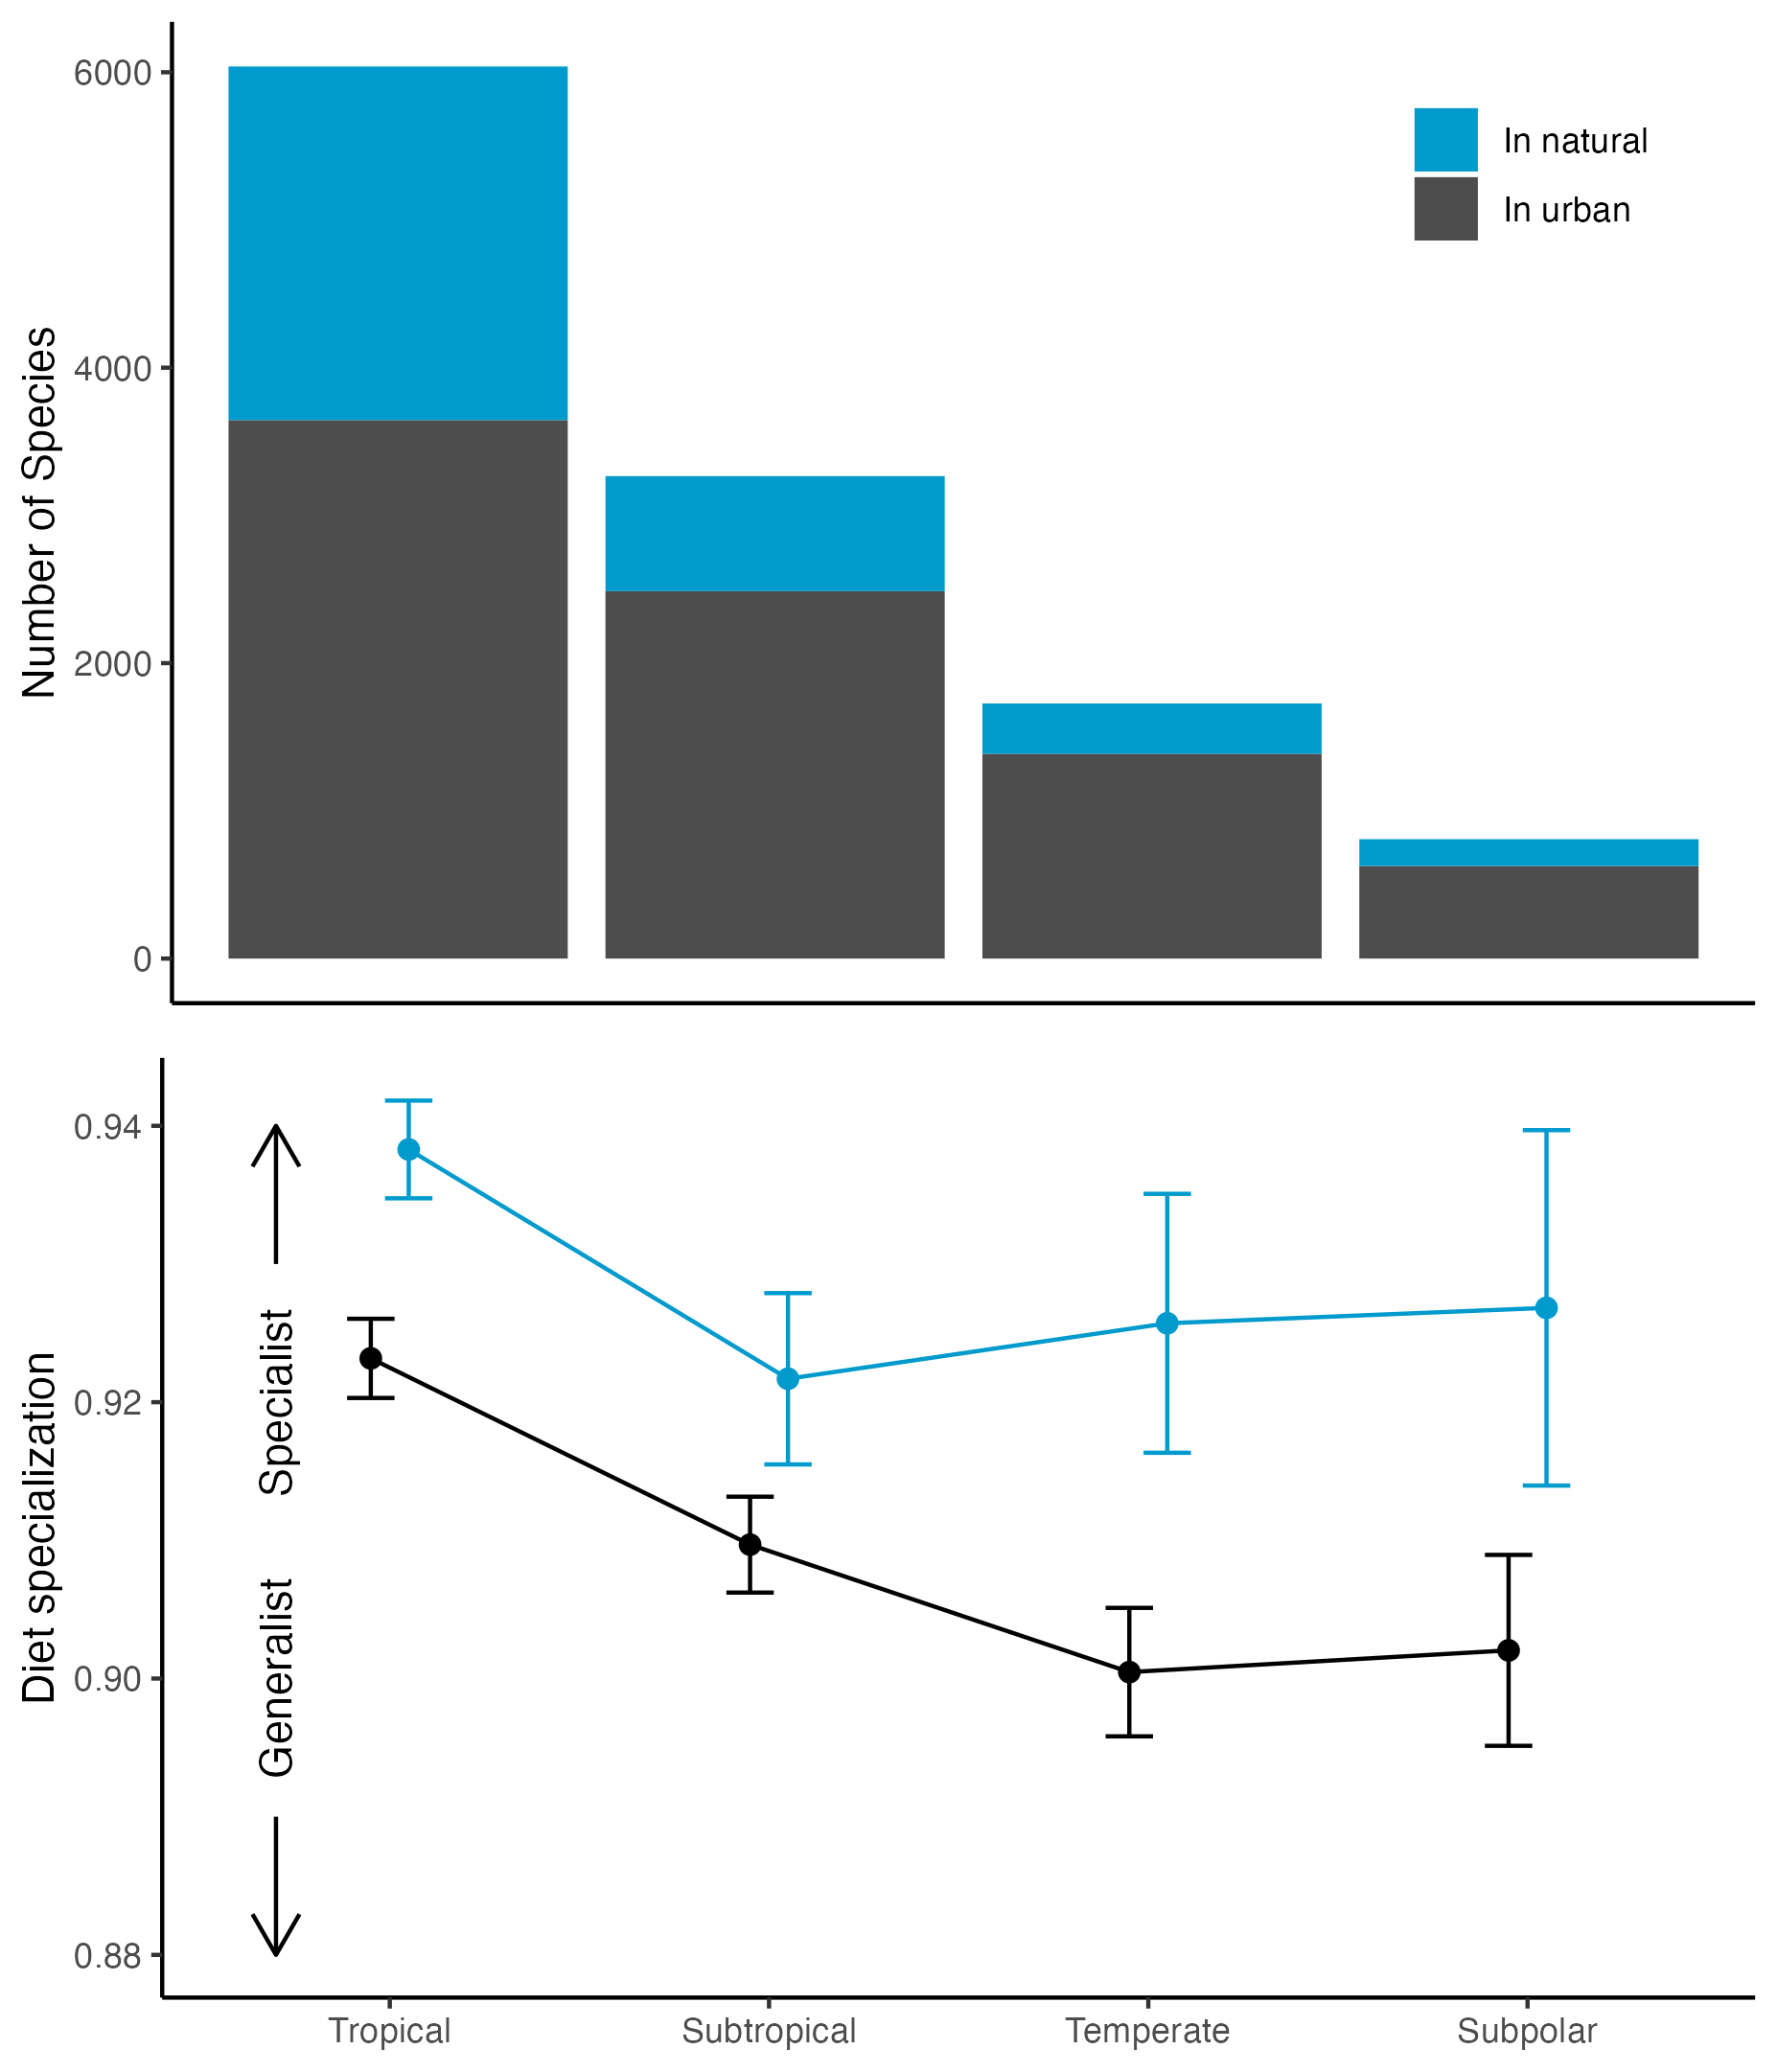 Number of Species
6000
4000
2000
0
In natural
In urban
Diet specialization
0.94
0.92
0.90
0.88
Specialist
Generalist
Tropical
Subtropical
Temperate
Subpolar